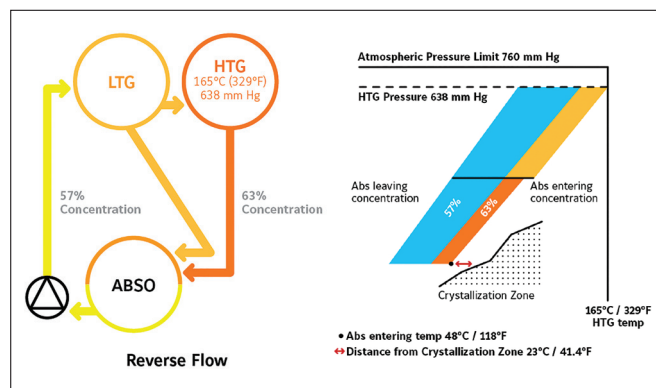 LTG
HTG
165°C (329°F)
638 mm Hg
57%
Concentration
63%
Concentration
ABSO
Reverse Flow
Atmospheric Pressure Limit 760 mm Hg
HTG Pressure 638 mm Hg
Abs leaving
concentration
57%
63%
Abs entering
concentration
Crystallization Zone
165°C / 329°F
HTG temp
• Abs entering temp 48°C / 118°F
↔ Distance from Crystallization Zone 23°C / 41.4°F